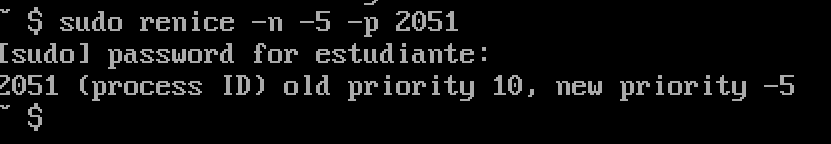 ~ $ sudo renice -n -5 -p 2051
[sudo] password for estudiante:
2051 (process ID) old priority 10, new priority -5
~ $